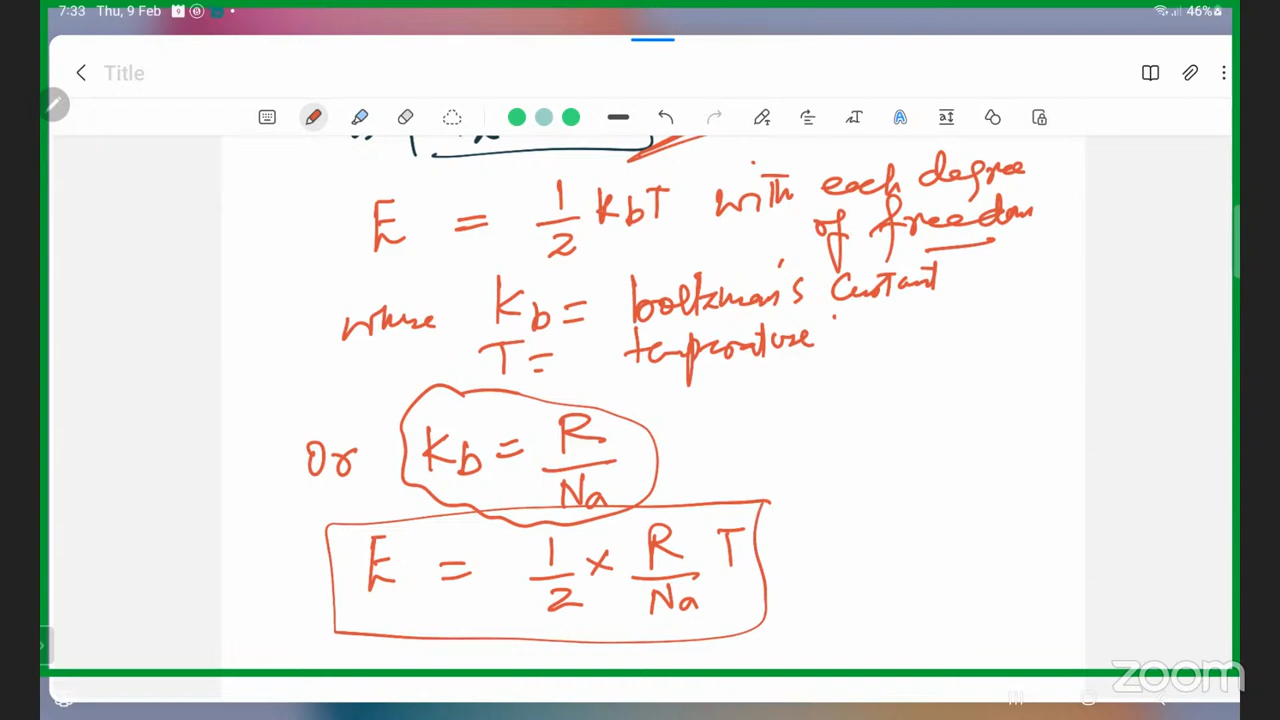 7:33 Thu, 9 Feb
46%
Title
E = 1/2 KbT with each degree
of freedom
where Kb = boltzman's Constant
T = temperature
Or Kb = R/Na
E = 1/2 × R/Na T
zoom